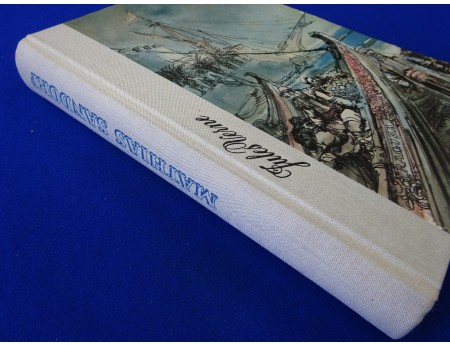 Jules Verne
MATHIAS SANDORF